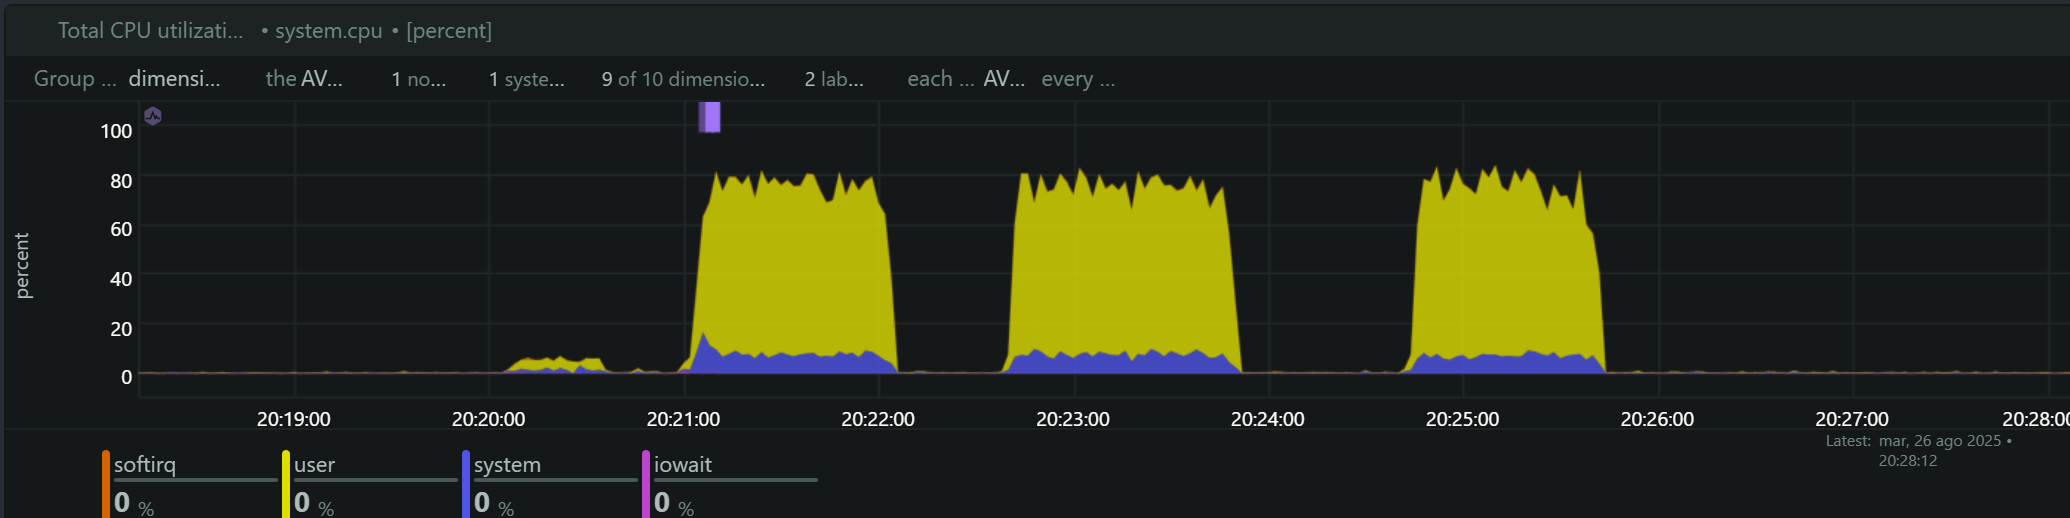 Total CPU utilizati... • system.cpu • [percent]
Group ... dimensi... the AV... 1 no... 1 syste... 9 of 10 dimensio... 2 lab... each ... AV... every ...
100
80
60
40
20
0
percent
20:19:00 20:20:00 20:21:00 20:22:00 20:23:00 20:24:00 20:25:00 20:26:00 20:27:00 20:28:00
Latest: mar, 26 ago 2025 •
20:28:12
softirq user system iowait
0 % 0 % 0 % 0 %